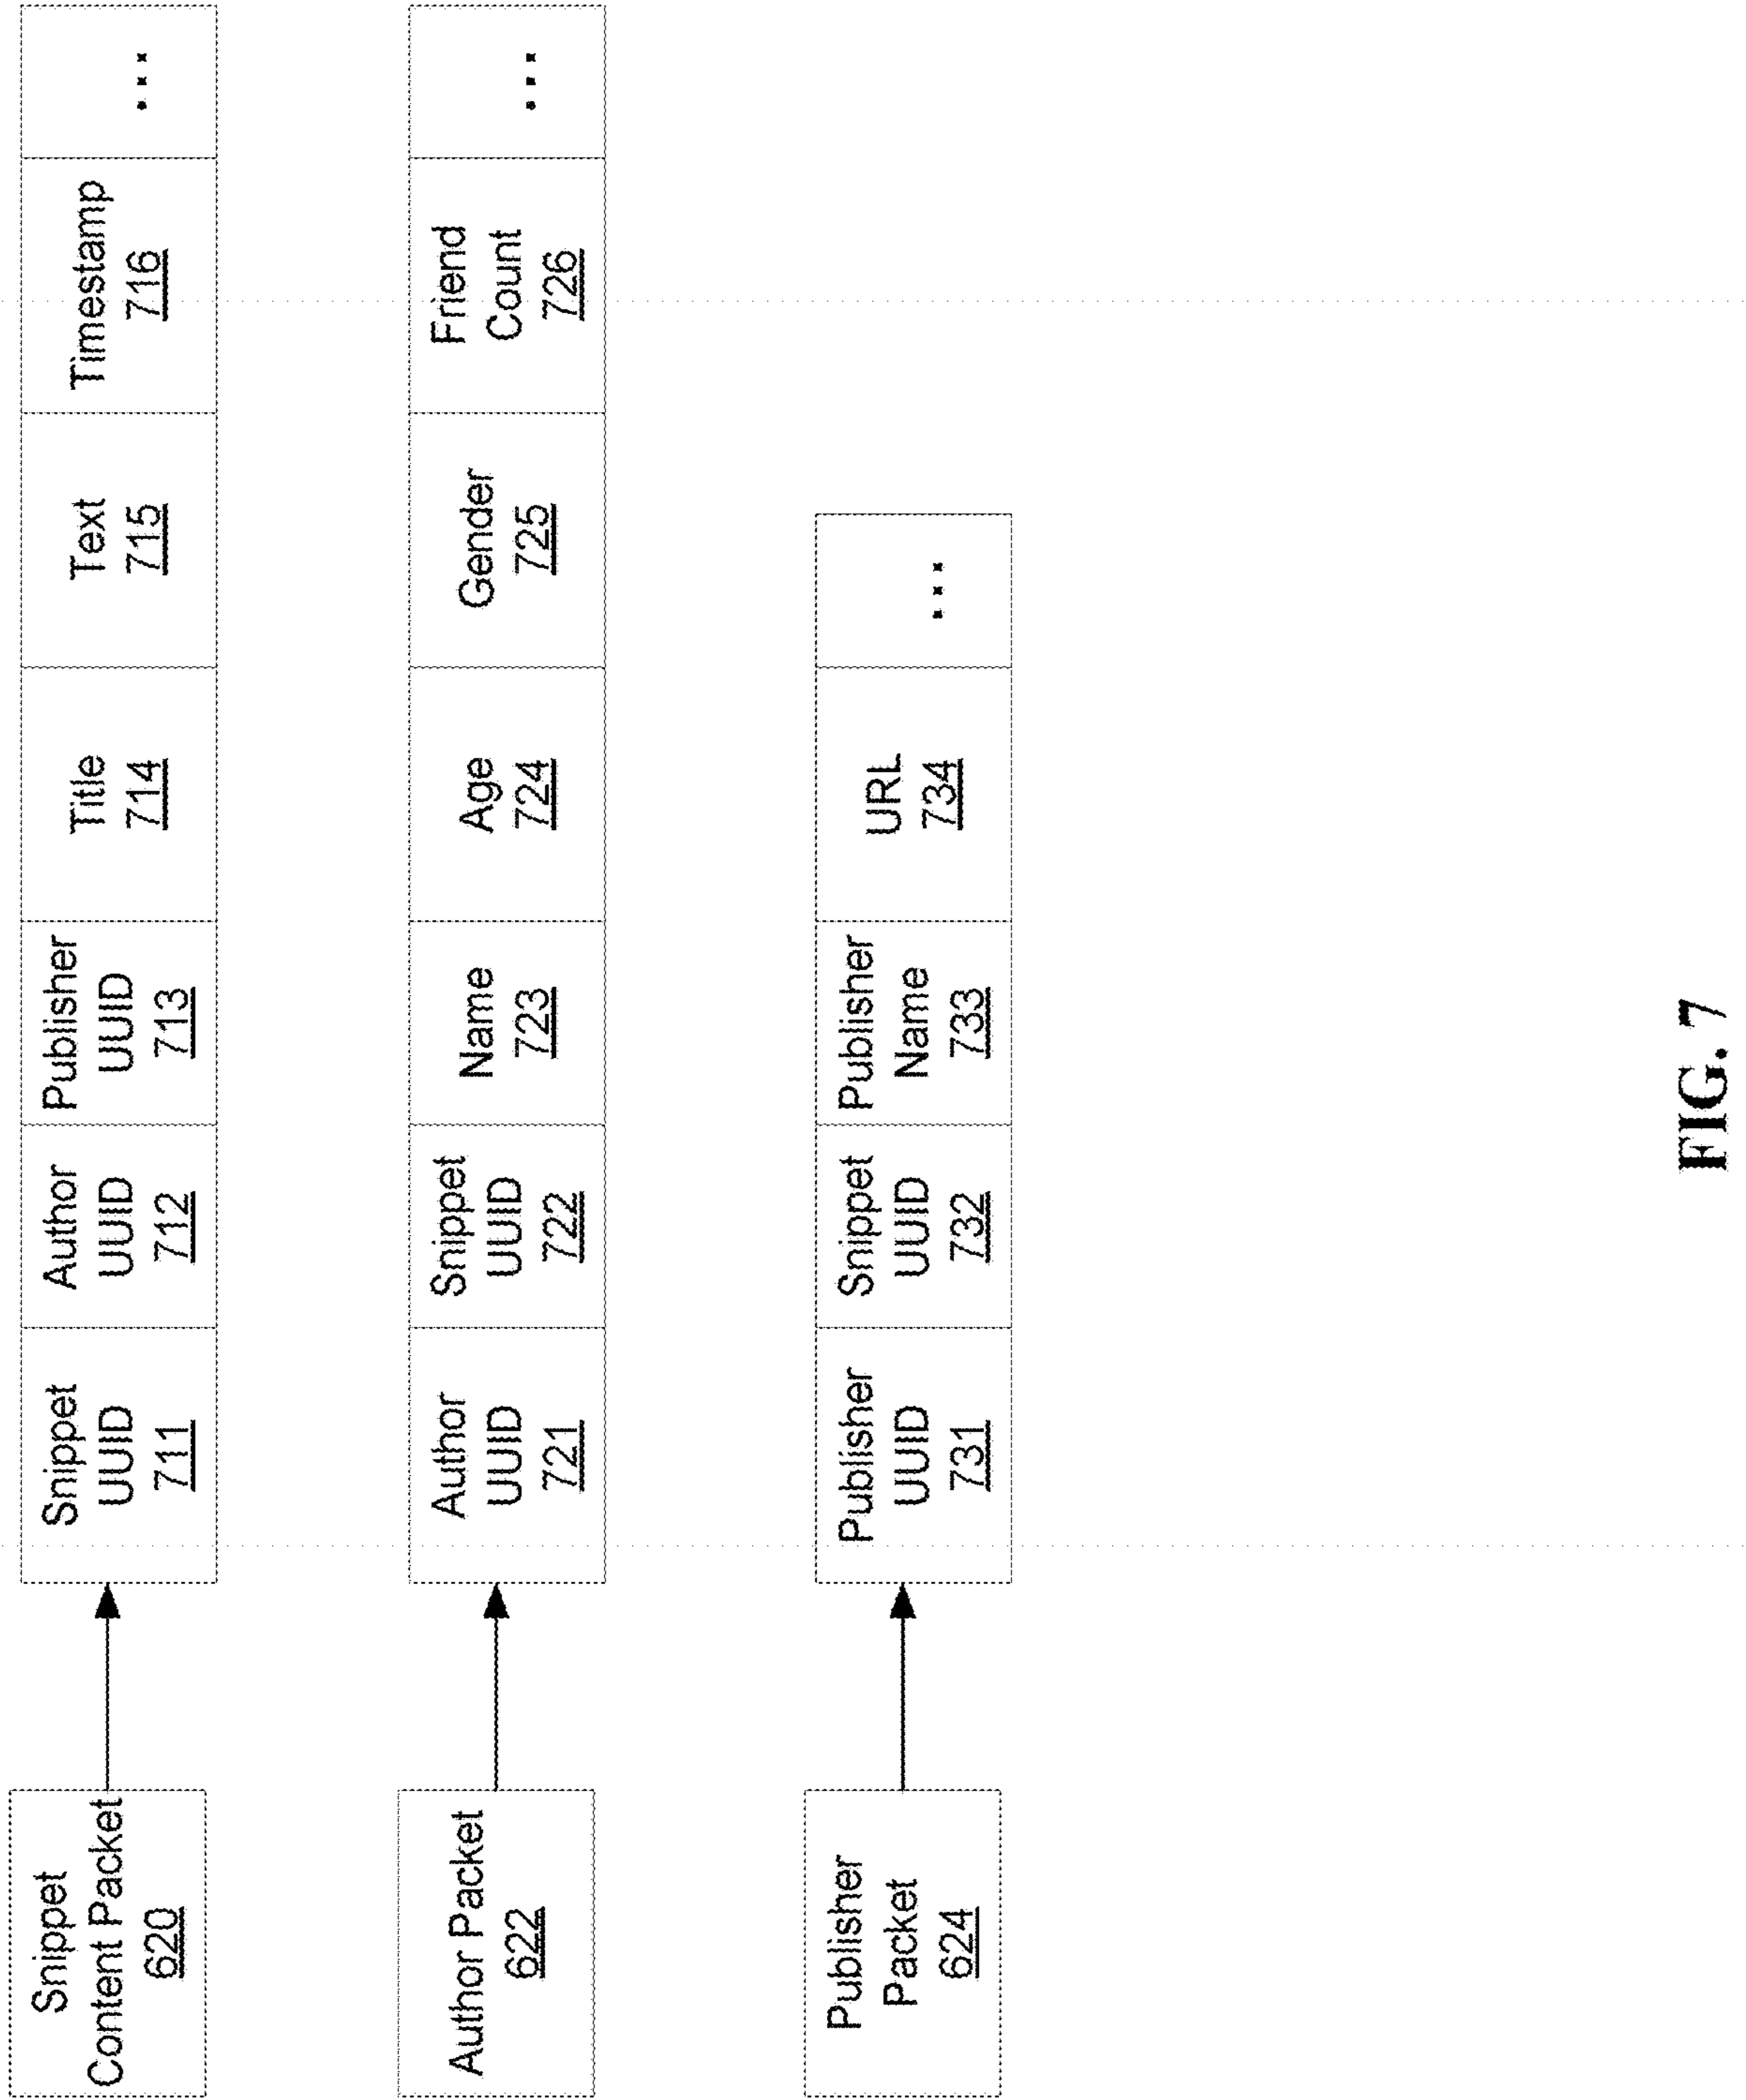 Snippet
Content Packet
620
Snippet
UUID
711
Author
UUID
712
Publisher
UUID
713
Title
714
Text
715
Timestamp
716
...
Author Packet
622
Author
UUID
721
Snippet
UUID
722
Name
723
Age
724
Gender
725
Friend
Count
726
...
Publisher
Packet
624
Publisher
UUID
731
Snippet
UUID
732
Publisher
Name
733
URL
734
...
FIG. 7